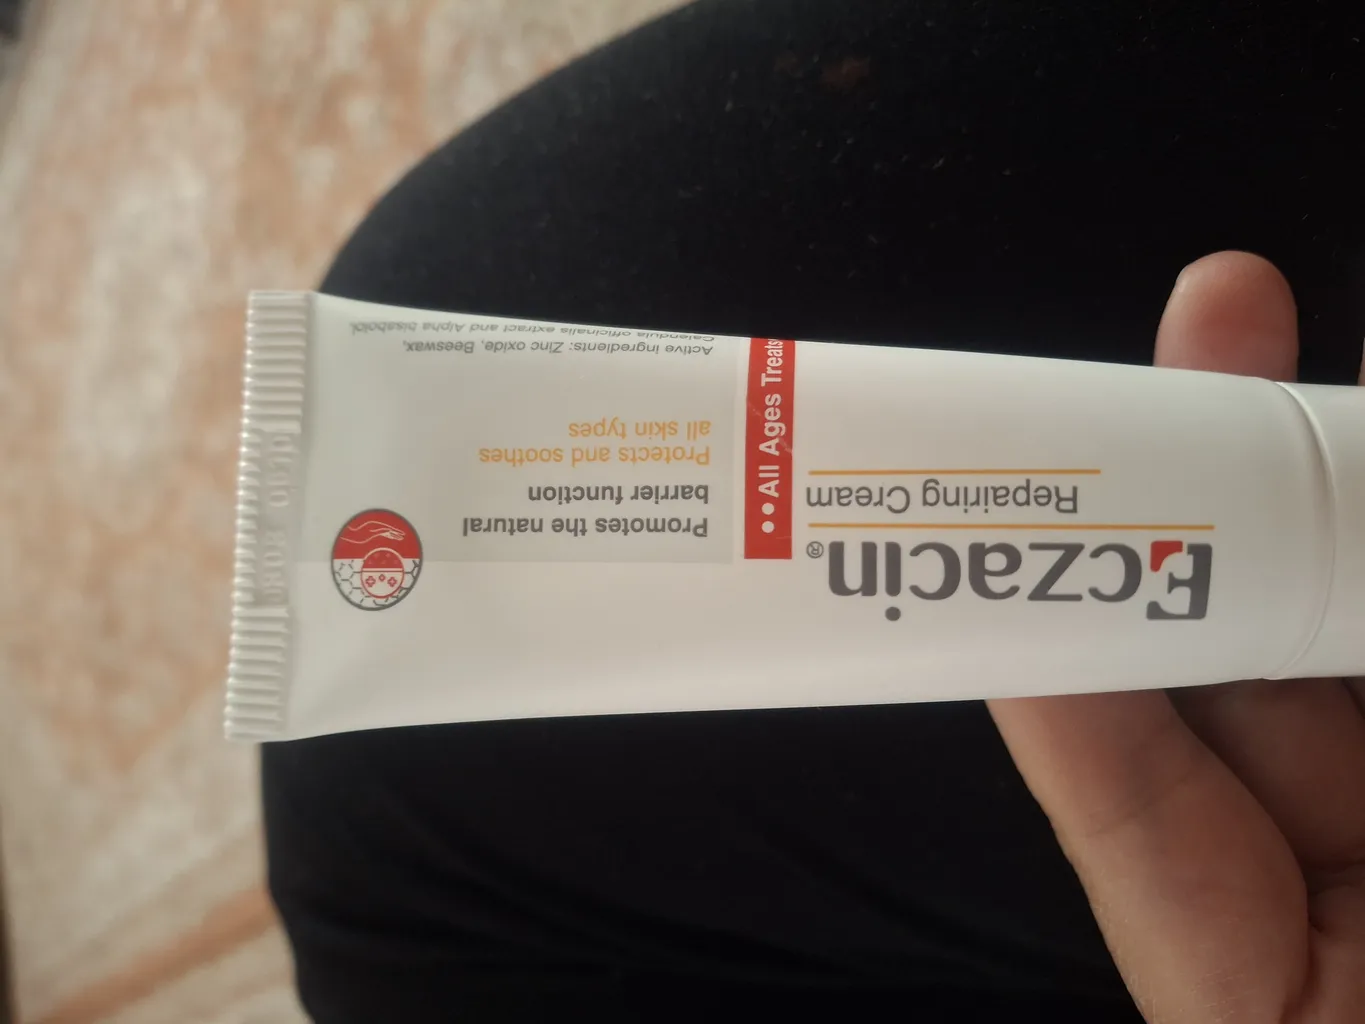 Eczacin®
Repairing Cream
All Ages Treats
Promotes the natural
barrier function
Protects and soothes
all skin types
Active ingredients: Zinc oxide, Beeswax,
Calendula officinalis extract and Alpha bisabolol